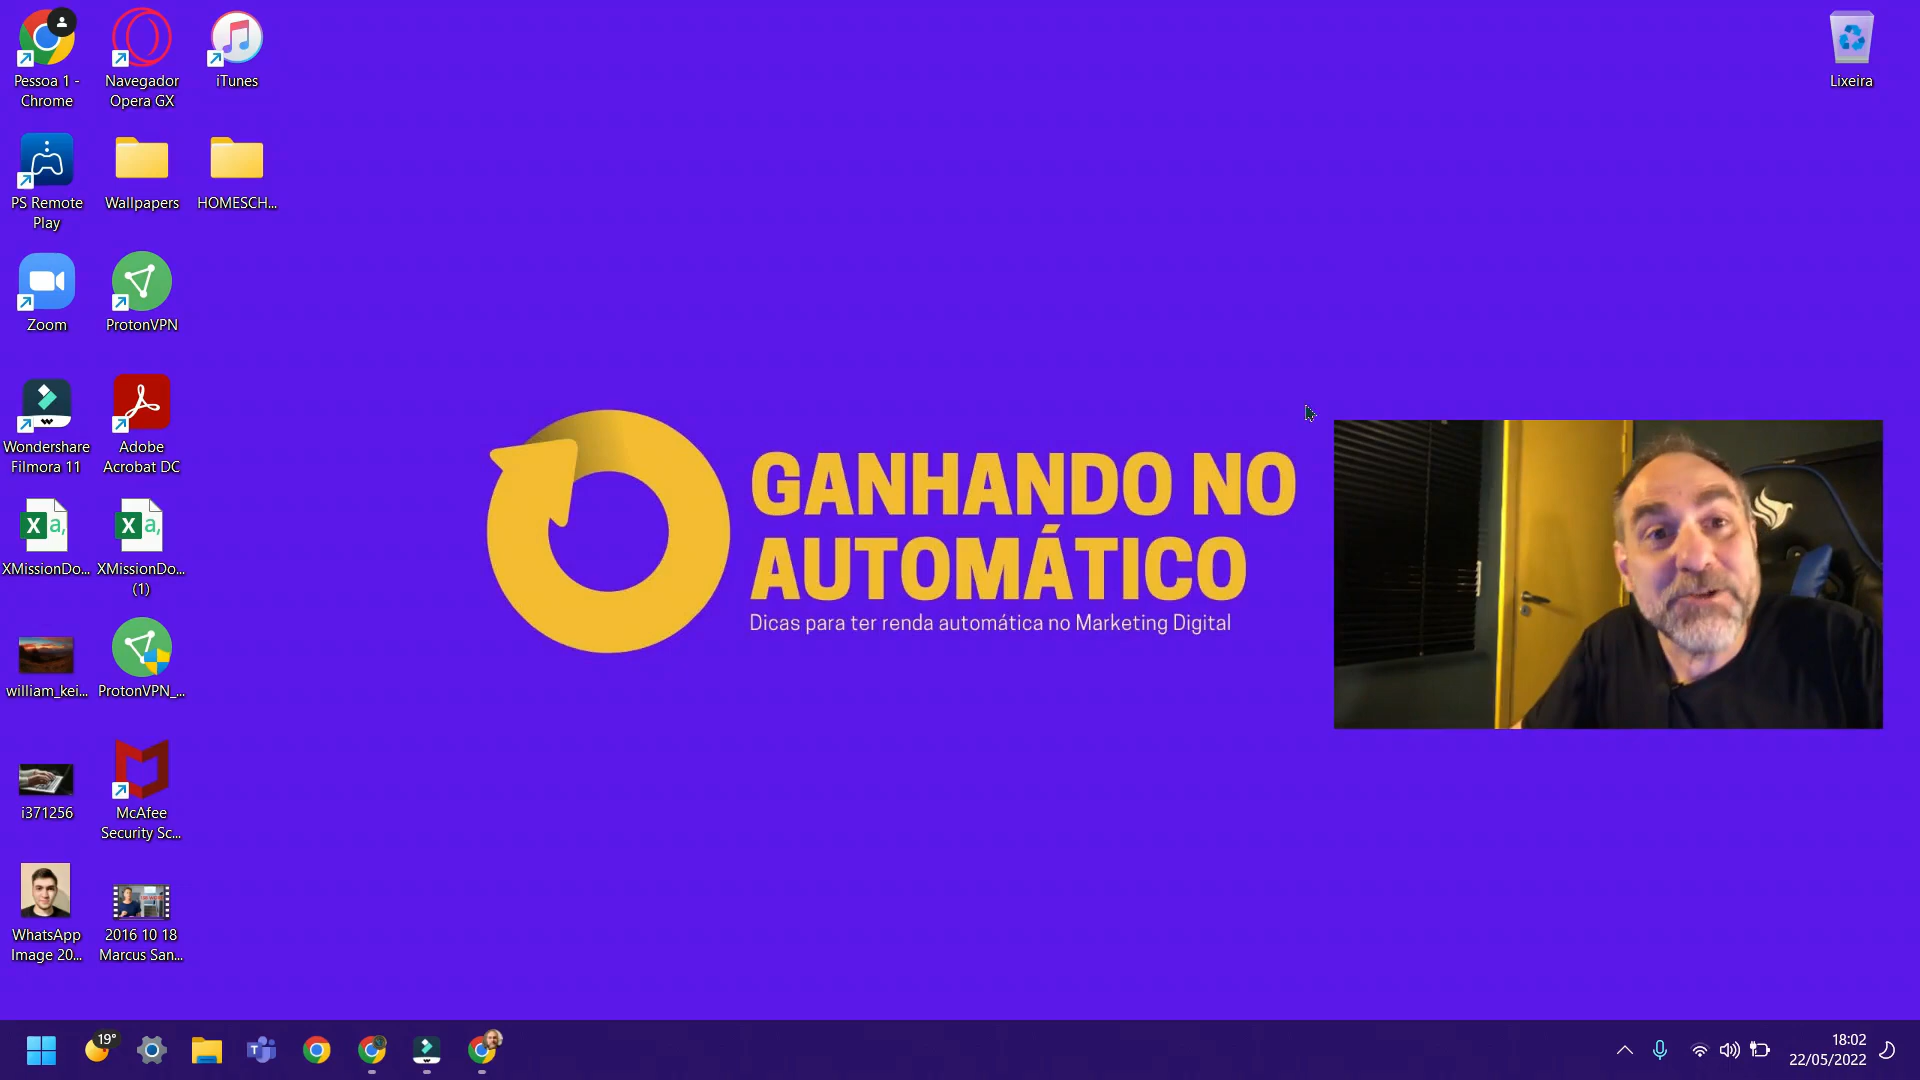 Pessoa 1 -
Chrome
Navegador
Opera GX
iTunes
Lixeira
PS Remote
Play
Wallpapers
HOMESCH...
Zoom
ProtonVPN
Wondershare
Filmora 11
Adobe
Acrobat DC
GANHANDO NO
AUTOMÁTICO
Dicas para ter renda automática no Marketing Digital
X a,
X a,
XMissionDo...
XMissionDo...
(1)
william_kei...
ProtonVPN_...
i371256
McAfee
Security Sc...
WhatsApp
Image 20...
2016 10 18
Marcus San...
19°
18:02
22/05/2022